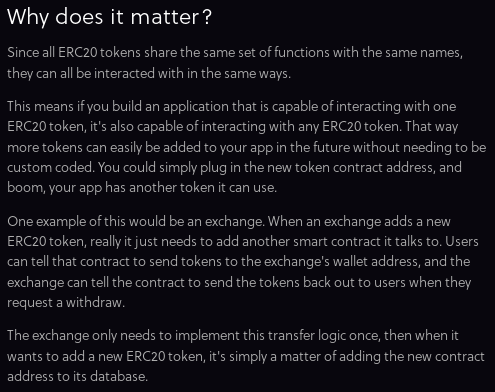 Why does it matter?
Since all ERC20 tokens share the same set of functions with the same names,
they can all be interacted with in the same ways.
This means if you build an application that is capable of interacting with one
ERC20 token, it's also capable of interacting with any ERC20 token. That way
more tokens can easily be added to your app in the future without needing to be
custom coded. You could simply plug in the new token contract address, and
boom, your app has another token it can use.
One example of this would be an exchange. When an exchange adds a new
ERC20 token, really it just needs to add another smart contract it talks to. Users
can tell that contract to send tokens to the exchange's wallet address, and the
exchange can tell the contract to send the tokens back out to users when they
request a withdraw.
The exchange only needs to implement this transfer logic once, then when it
wants to add a new ERC20 token, it's simply a matter of adding the new contract
address to its database.